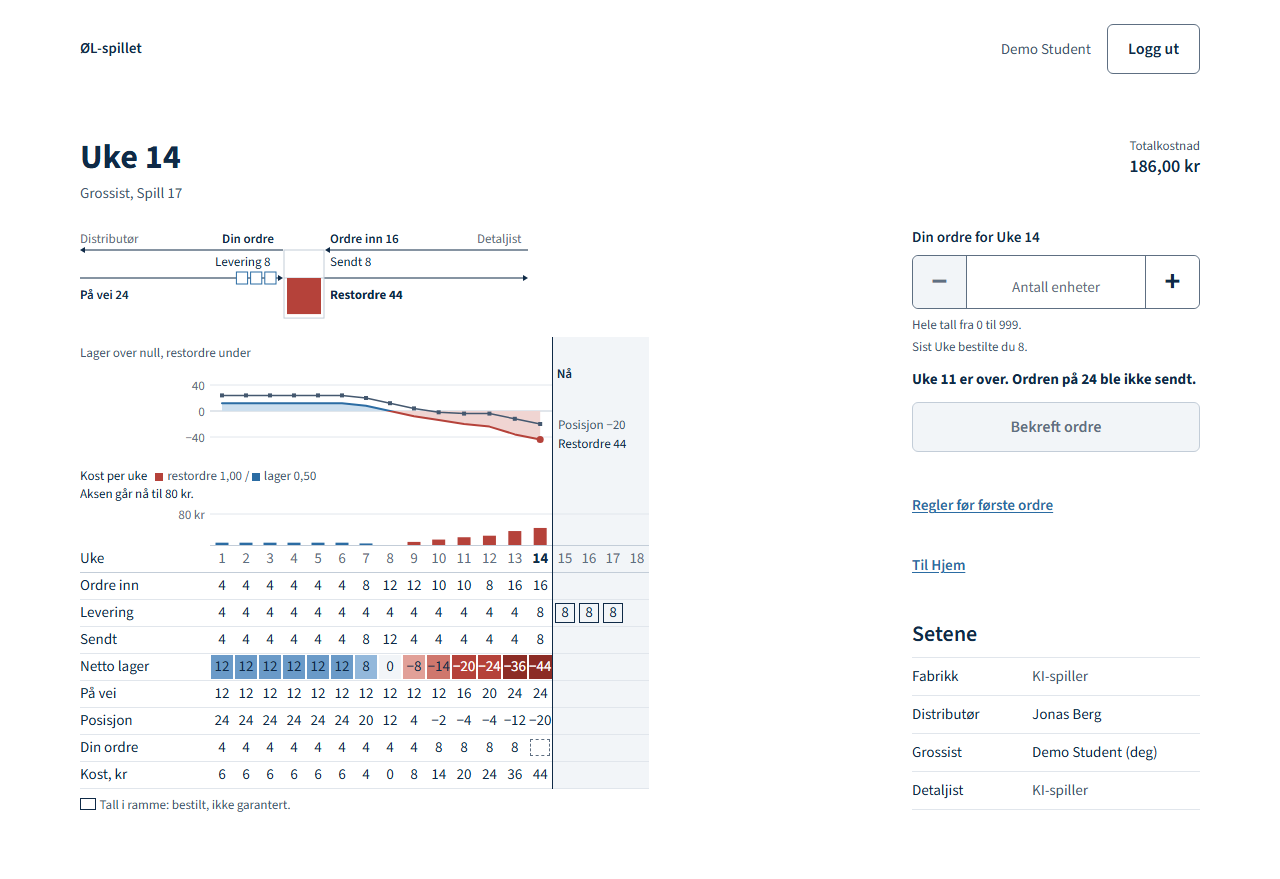 ØL-spillet
Demo Student
Logg ut
Uke 14
Grossist, Spill 17
Totalkostnad
186,00 kr
Distributør
Din ordre
Ordre inn 16
Detaljist
Levering 8
Sendt 8
På vei 24
Restordre 44
Lager over null, restordre under
Nå
40
0
−40
Posisjon −20
Restordre 44
Kost per uke restordre 1,00 / lager 0,50
Aksen går nå til 80 kr.
80 kr
Uke 1 2 3 4 5 6 7 8 9 10 11 12 13 14 15 16 17 18
Ordre inn 4 4 4 4 4 4 8 12 12 10 10 8 16 16
Levering 4 4 4 4 4 4 4 4 4 4 4 4 4 8 8 8 8
Sendt 4 4 4 4 4 4 8 12 4 4 4 4 4 8
Netto lager 12 12 12 12 12 12 8 0 −8 −14 −20 −24 −36 −44
På vei 12 12 12 12 12 12 12 12 12 12 16 20 24 24
Posisjon 24 24 24 24 24 24 20 12 4 −2 −4 −4 −12 −20
Din ordre 4 4 4 4 4 4 4 4 4 8 8 8 8
Kost, kr 6 6 6 6 6 6 4 0 8 14 20 24 36 44
Tall i ramme: bestilt, ikke garantert.
Din ordre for Uke 14
− Antall enheter +
Hele tall fra 0 til 999.
Sist Uke bestilte du 8.
Uke 11 er over. Ordren på 24 ble ikke sendt.
Bekreft ordre
Regler før første ordre
Til Hjem
Setene
Fabrikk KI-spiller
Distributør Jonas Berg
Grossist Demo Student (deg)
Detaljist KI-spiller